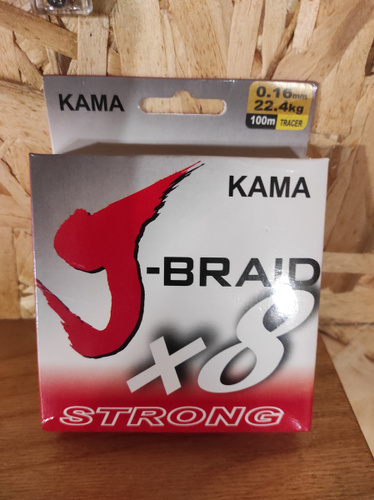 KAMA
0.16mm
22.4kg
100m TRACER
KAMA
J-BRAID
x8
STRONG